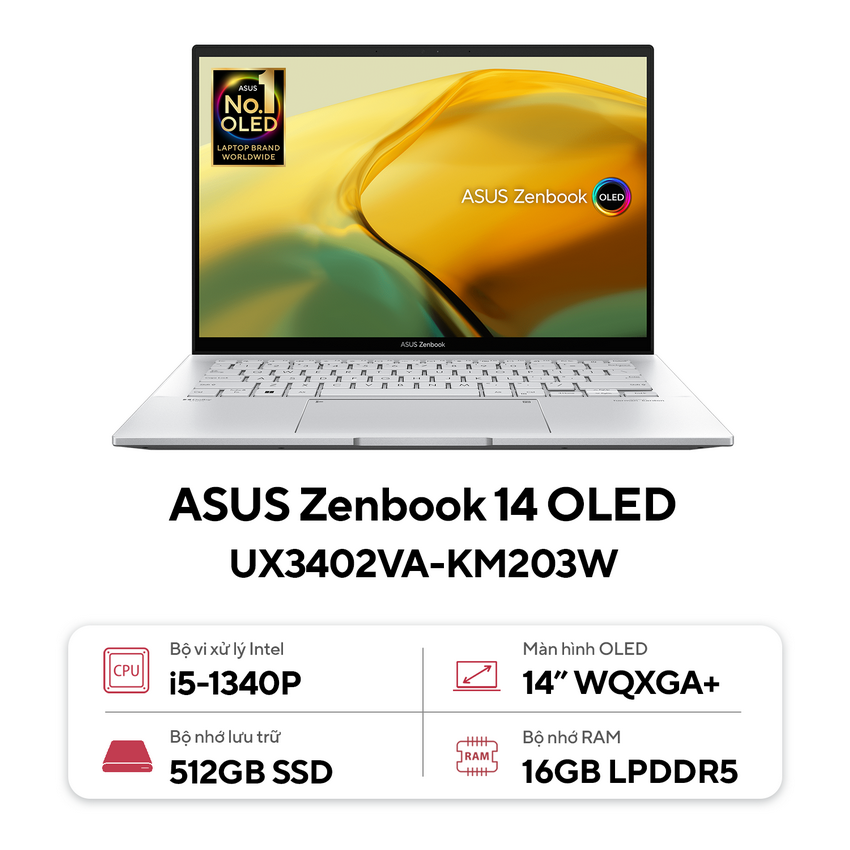 ASUS
No.1
OLED
LAPTOP BRAND
WORLDWIDE
ASUS Zenbook OLED
ASUS Zenbook
ASUS Zenbook 14 OLED
UX3402VA-KM203W
CPU
Bộ vi xử lý Intel
i5-1340P
Màn hình OLED
14” WQXGA+
Bộ nhớ lưu trữ
512GB SSD
RAM
Bộ nhớ RAM
16GB LPDDR5